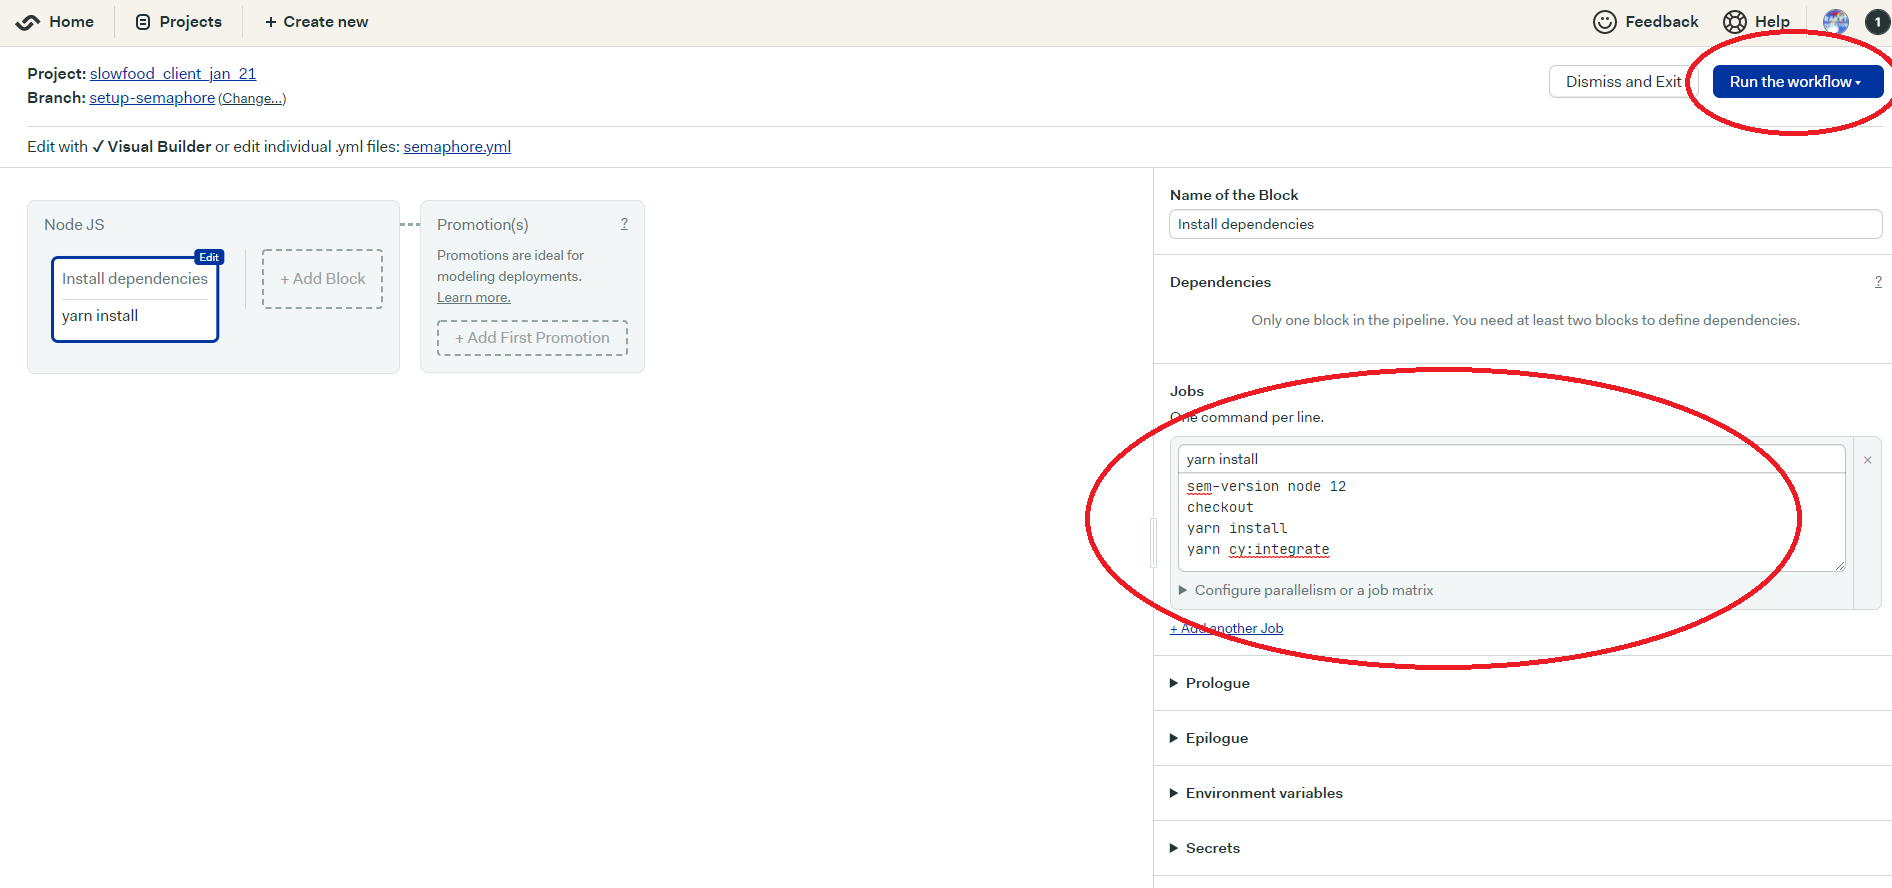 Home
Projects
+ Create new
Feedback
Help
1
Project: slowfood_client_jan_21
Branch: setup-semaphore (Change...)
Dismiss and Exit
Run the workflow
Edit with ✓ Visual Builder or edit individual .yml files: semaphore.yml
Node JS
Edit
Install dependencies
yarn install
+ Add Block
Promotion(s)
?
Promotions are ideal for
modeling deployments.
Learn more.
+ Add First Promotion
Name of the Block
Install dependencies
Dependencies
?
Only one block in the pipeline. You need at least two blocks to define dependencies.
Jobs
One command per line.
yarn install
×
sem-version node 12
checkout
yarn install
yarn cy:integrate
Configure parallelism or a job matrix
+ Add another Job
Prologue
Epilogue
Environment variables
Secrets